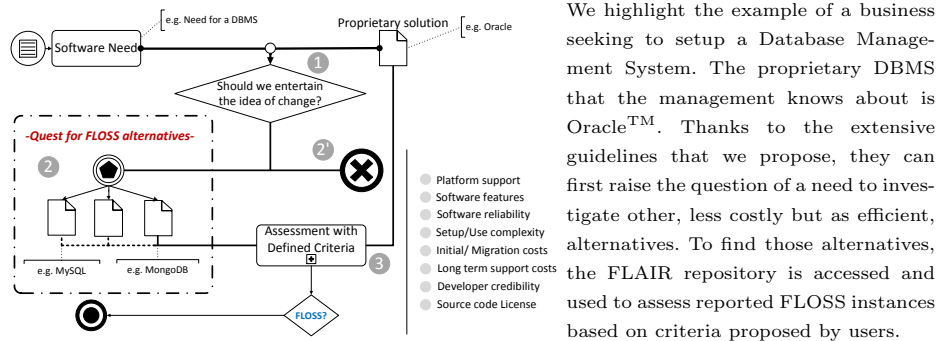 e.g. Need for a DBMS
Proprietary solution
e.g. Oracle
Software Need
1
Should we entertain
the idea of change?
-Quest for FLOSS alternatives-
2
2'
Assessment with
Defined Criteria
3
e.g. MySQL
e.g. MongoDB
FLOSS?
Platform support
Software features
Software reliability
Setup/Use complexity
Initial/ Migration costs
Long term support costs
Developer credibility
Source code License
We highlight the example of a business
seeking to setup a Database Manage-
ment System. The proprietary DBMS
that the management knows about is
Oracle™. Thanks to the extensive
guidelines that we propose, they can
first raise the question of a need to inves-
tigate other, less costly but as efficient,
alternatives. To find those alternatives,
the FLAIR repository is accessed and
used to assess reported FLOSS instances
based on criteria proposed by users.